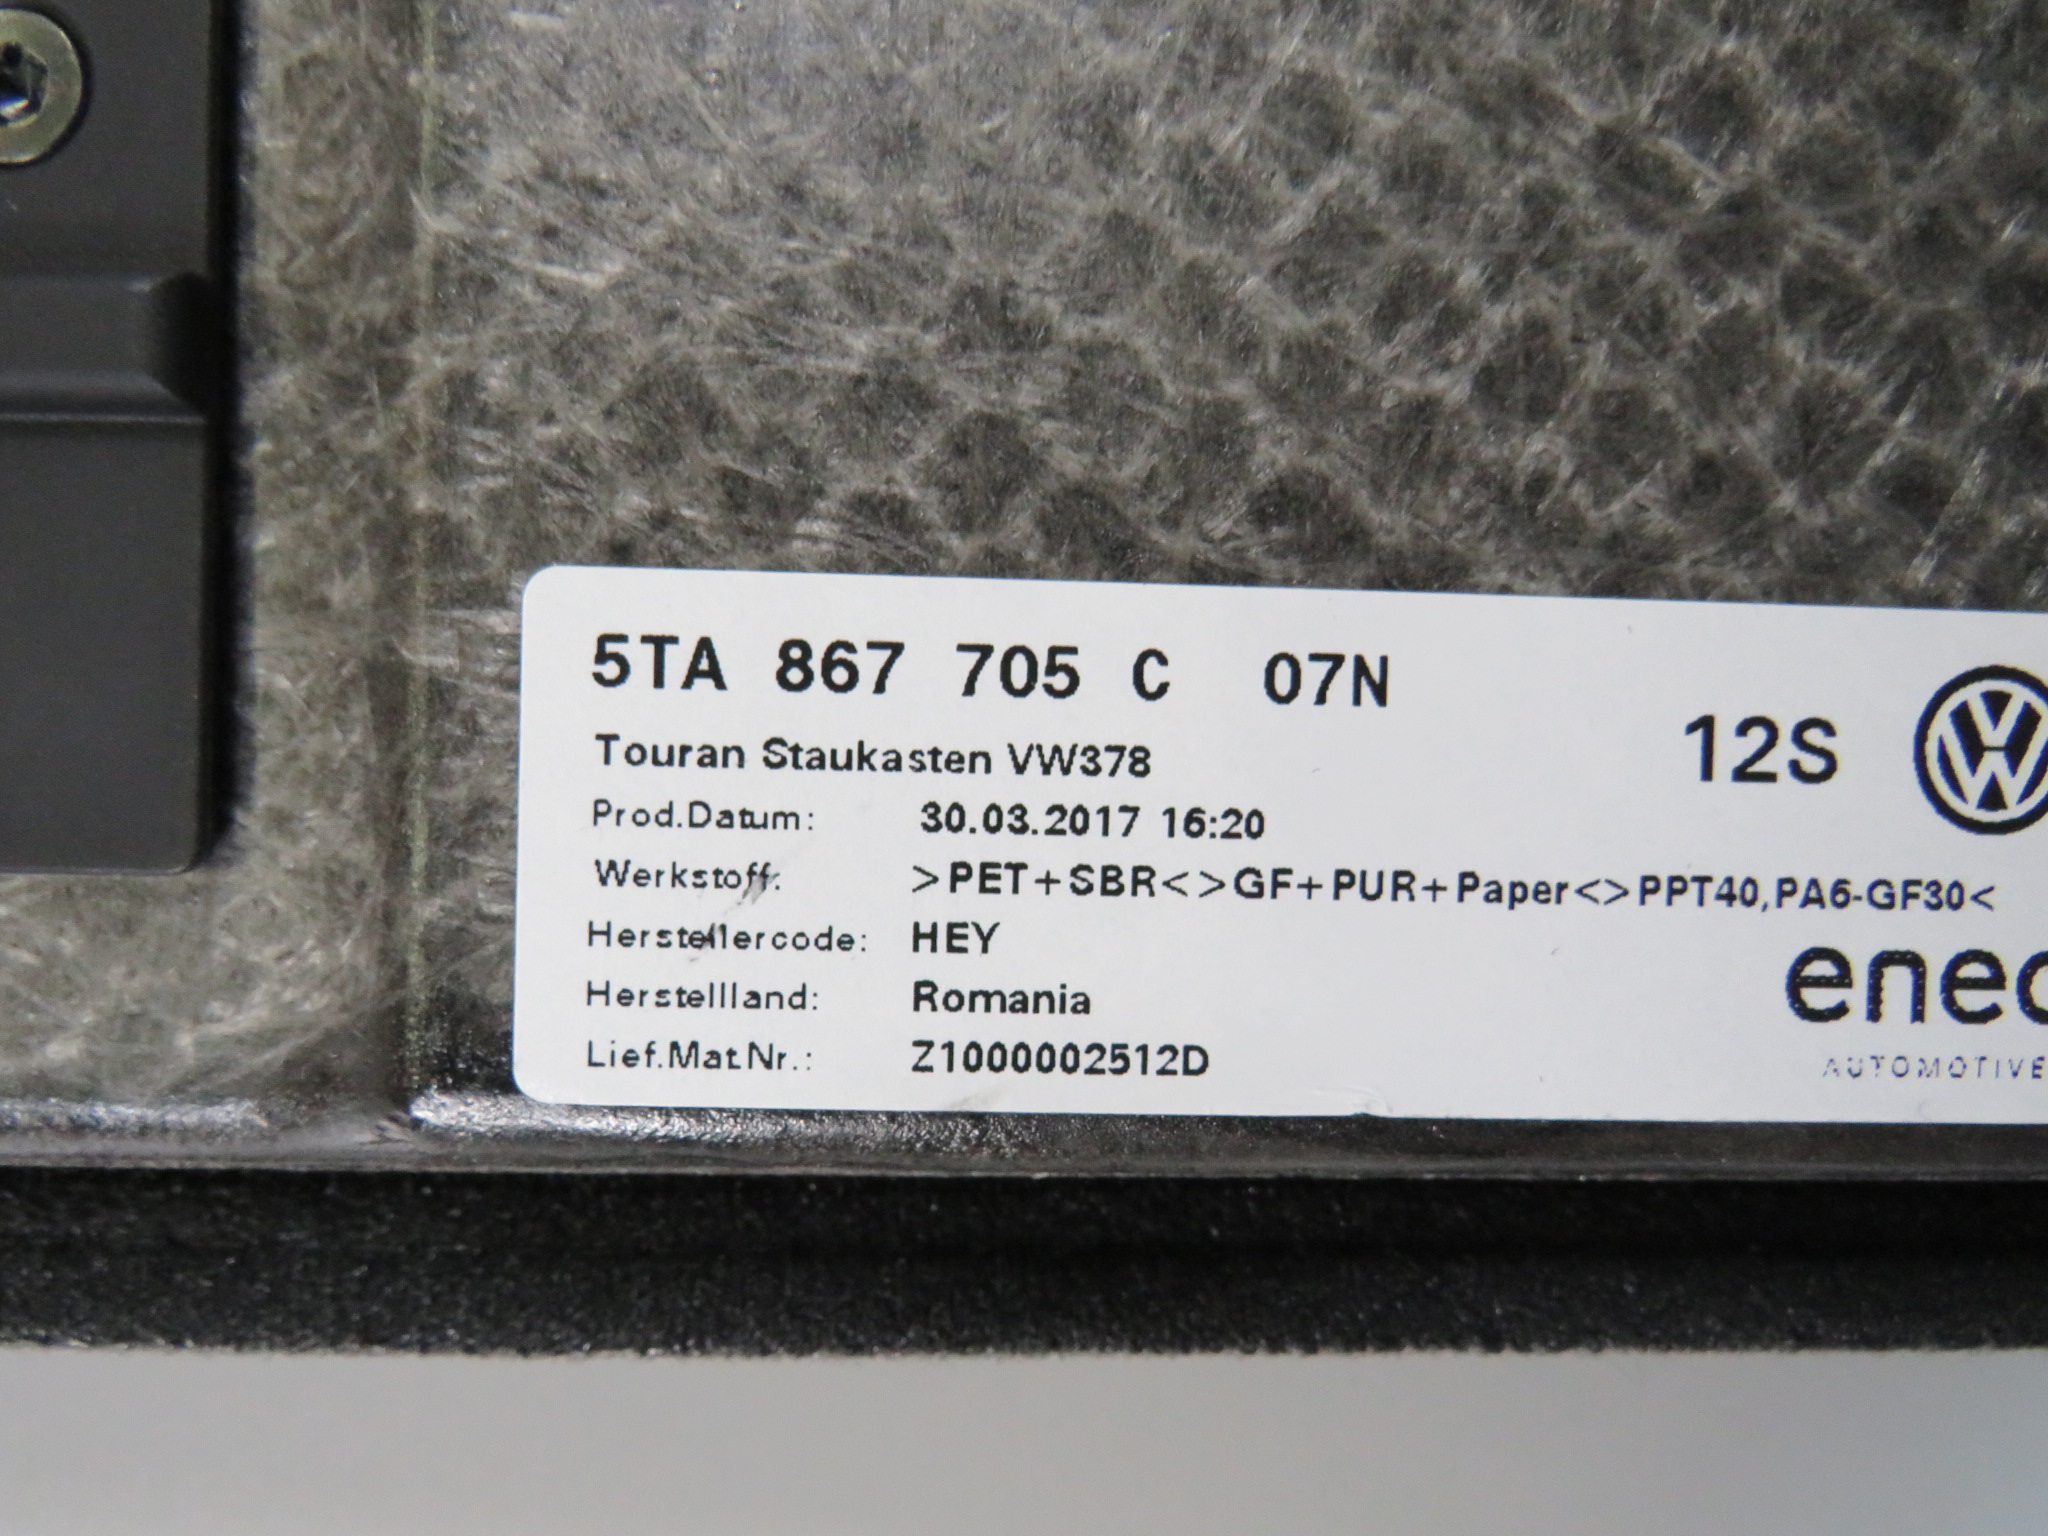 5TA 867 705 C 07N
12S
Touran Staukasten VW378
Prod.Datum: 30.03.2017 16:20
Werkstoff: >PET+SBR<>GF+PUR+Paper<>PPT40,PA6-GF30<
Herstellercode: HEY
Herstellland: Romania
Lief.Mat.Nr.: Z1000002512D
AUTOMOTIVE